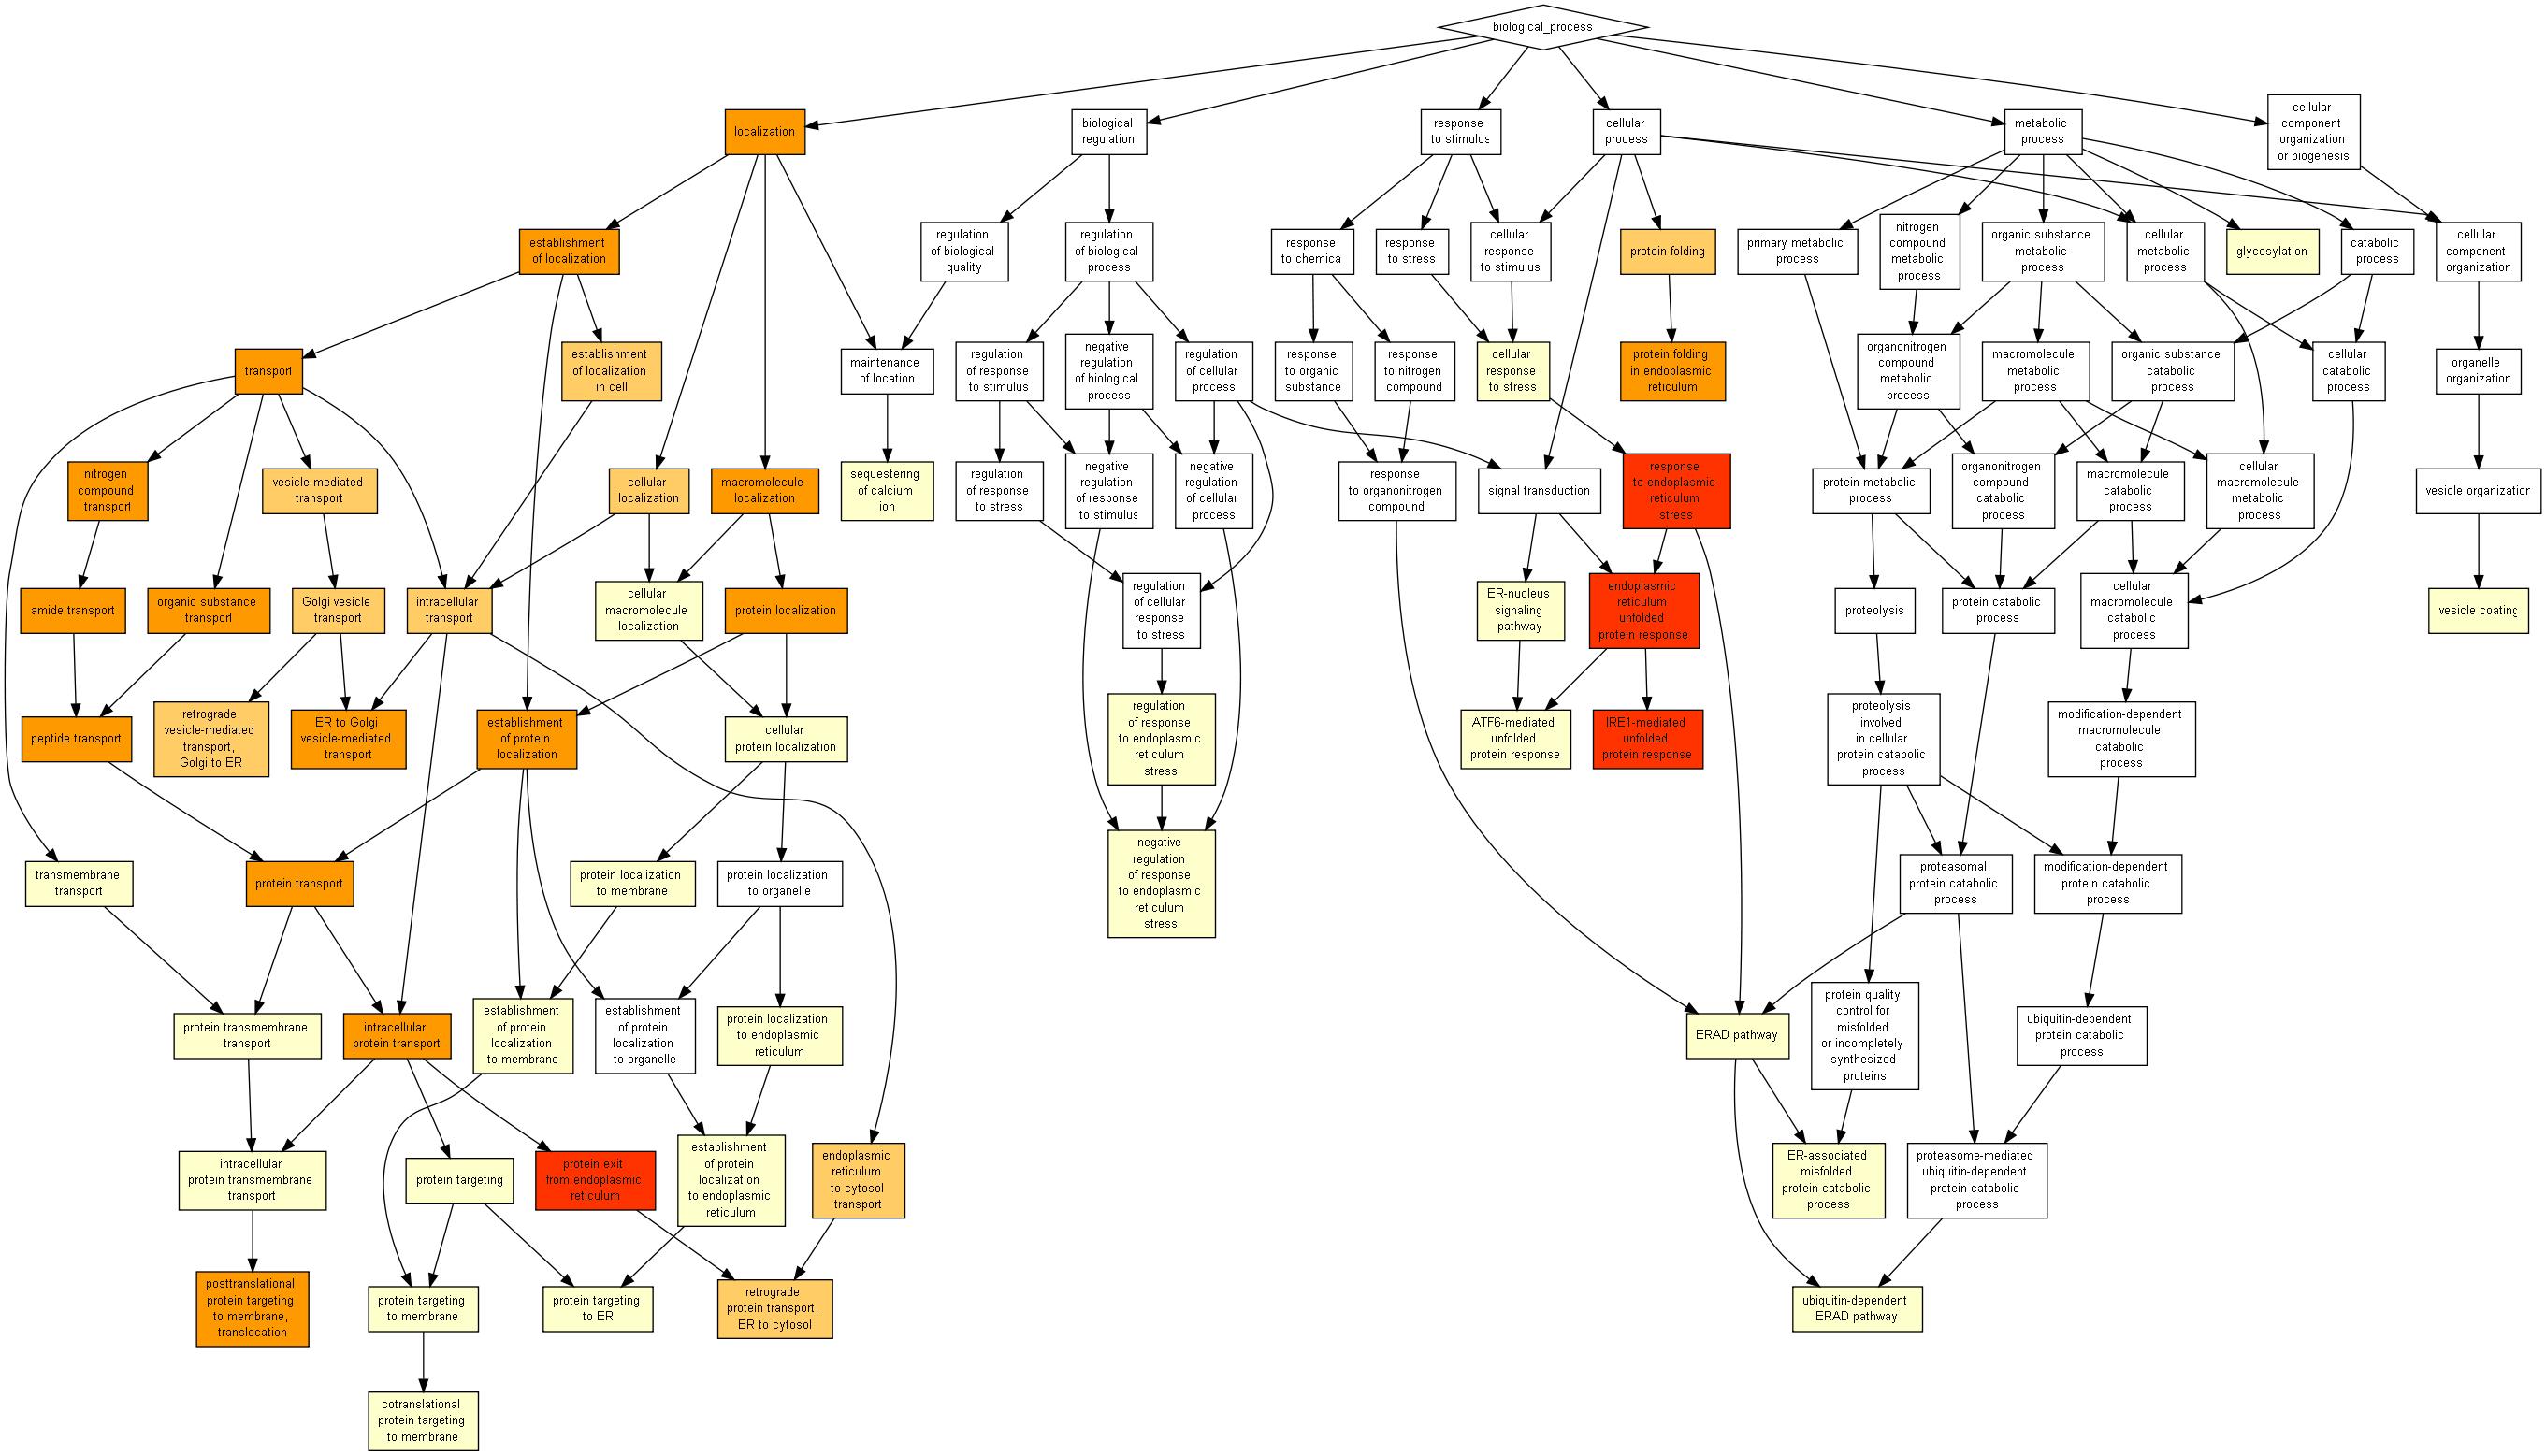 biological_process
localization
biological
regulation
response
to stimulus
cellular
process
metabolic
process
cellular
component
organization
or biogenesis
establishment
of localization
regulation
of biological
quality
regulation
of biological
process
response
to chemica
response
to stress
cellular
response
to stimulus
protein folding
primary metabolic
process
nitrogen
compound
metabolic
process
organic substance
metabolic
process
cellular
metabolic
process
glycosylation
catabolic
process
cellular
component
organization
transport
establishment
of localization
in cell
maintenance
of location
regulation
of response
to stimulus
negative
regulation
of biological
process
regulation
of cellular
process
response
to organic
substance
response
to nitrogen
compound
cellular
response
to stress
protein folding
in endoplasmic
reticulum
organonitrogen
compound
metabolic
process
macromolecule
metabolic
process
organic substance
catabolic
process
cellular
catabolic
process
organelle
organization
nitrogen
compound
transport
vesicle-mediated
transport
cellular
localization
macromolecule
localization
sequestering
of calcium
ion
regulation
of response
to stress
negative
regulation
of response
to stimulus
negative
regulation
of cellular
process
response
to organonitrogen
compound
signal transduction
response
to endoplasmic
reticulum
stress
protein metabolic
process
organonitrogen
compound
catabolic
process
macromolecule
catabolic
process
cellular
macromolecule
metabolic
process
vesicle organization
amide transport
organic substance
transport
Golgi vesicle
transport
intracellular
transport
cellular
macromolecule
localization
protein localization
regulation
of cellular
response
to stress
ER-nucleus
signaling
pathway
endoplasmic
reticulum
unfolded
protein response
proteolysis
protein catabolic
process
cellular
macromolecule
catabolic
process
vesicle coating
peptide transport
retrograde
vesicle-mediated
transport,
Golgi to ER
ER to Golgi
vesicle-mediated
transport
establishment
of protein
localization
cellular
protein localization
regulation
of response
to endoplasmic
reticulum
stress
ATF6-mediated
unfolded
protein response
IRE1-mediated
unfolded
protein response
proteolysis
involved
in cellular
protein catabolic
process
modification-dependent
macromolecule
catabolic
process
transmembrane
transport
protein transport
protein localization
to membrane
protein localization
to organelle
negative
regulation
of response
to endoplasmic
reticulum
stress
proteasomal
protein catabolic
process
modification-dependent
protein catabolic
process
protein transmembrane
transport
intracellular
protein transport
establishment
of protein
localization
to membrane
establishment
of protein
localization
to organelle
protein localization
to endoplasmic
reticulum
ERAD pathway
protein quality
control for
misfolded
or incompletely
synthesized
proteins
ubiquitin-dependent
protein catabolic
process
intracellular
protein transmembrane
transport
protein targeting
protein exit
from endoplasmic
reticulum
establishment
of protein
localization
to endoplasmic
reticulum
endoplasmic
reticulum
to cytosol
transport
ER-associated
misfolded
protein catabolic
process
proteasome-mediated
ubiquitin-dependent
protein catabolic
process
posttranslational
protein targeting
to membrane,
translocation
protein targeting
to membrane
protein targeting
to ER
retrograde
protein transport,
ER to cytosol
ubiquitin-dependent
ERAD pathway
cotranslational
protein targeting
to membrane